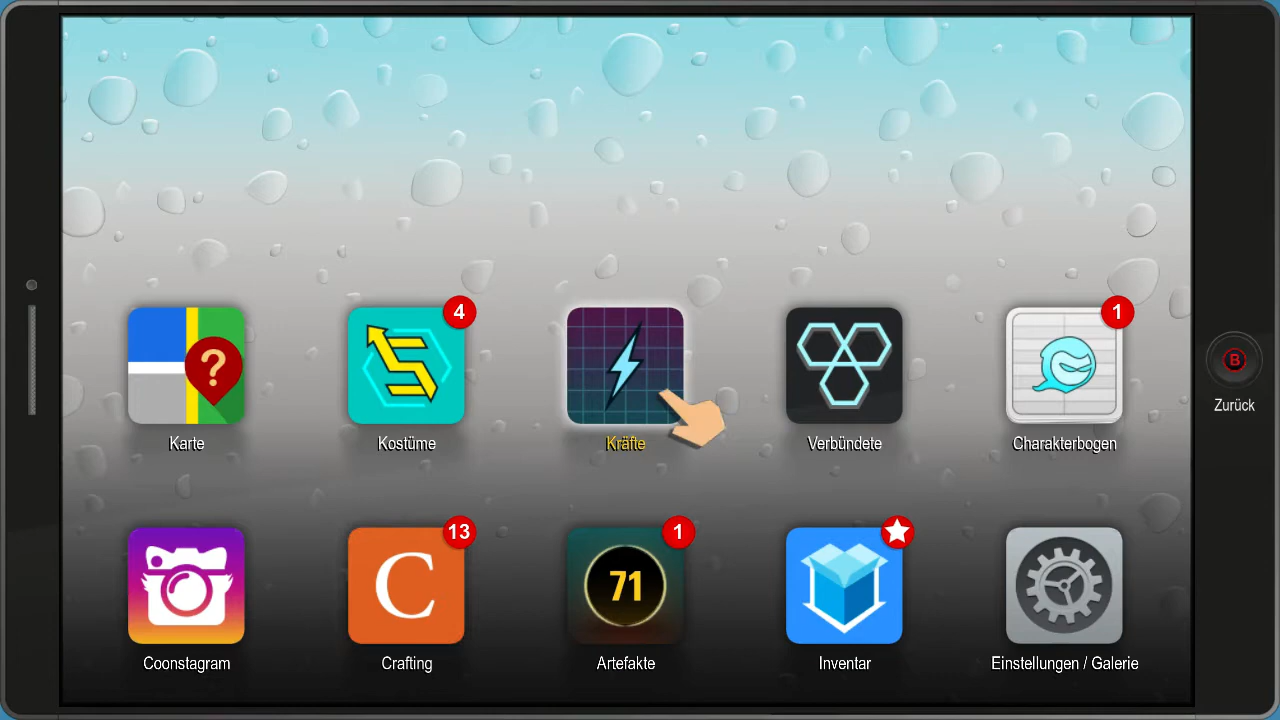 4
1
?
B
Karte
Kostüme
Kräfte
Verbündete
Charakterbogen
Zurück
13
1
C
71
Coonstagram
Crafting
Artefakte
Inventar
Einstellungen / Galerie